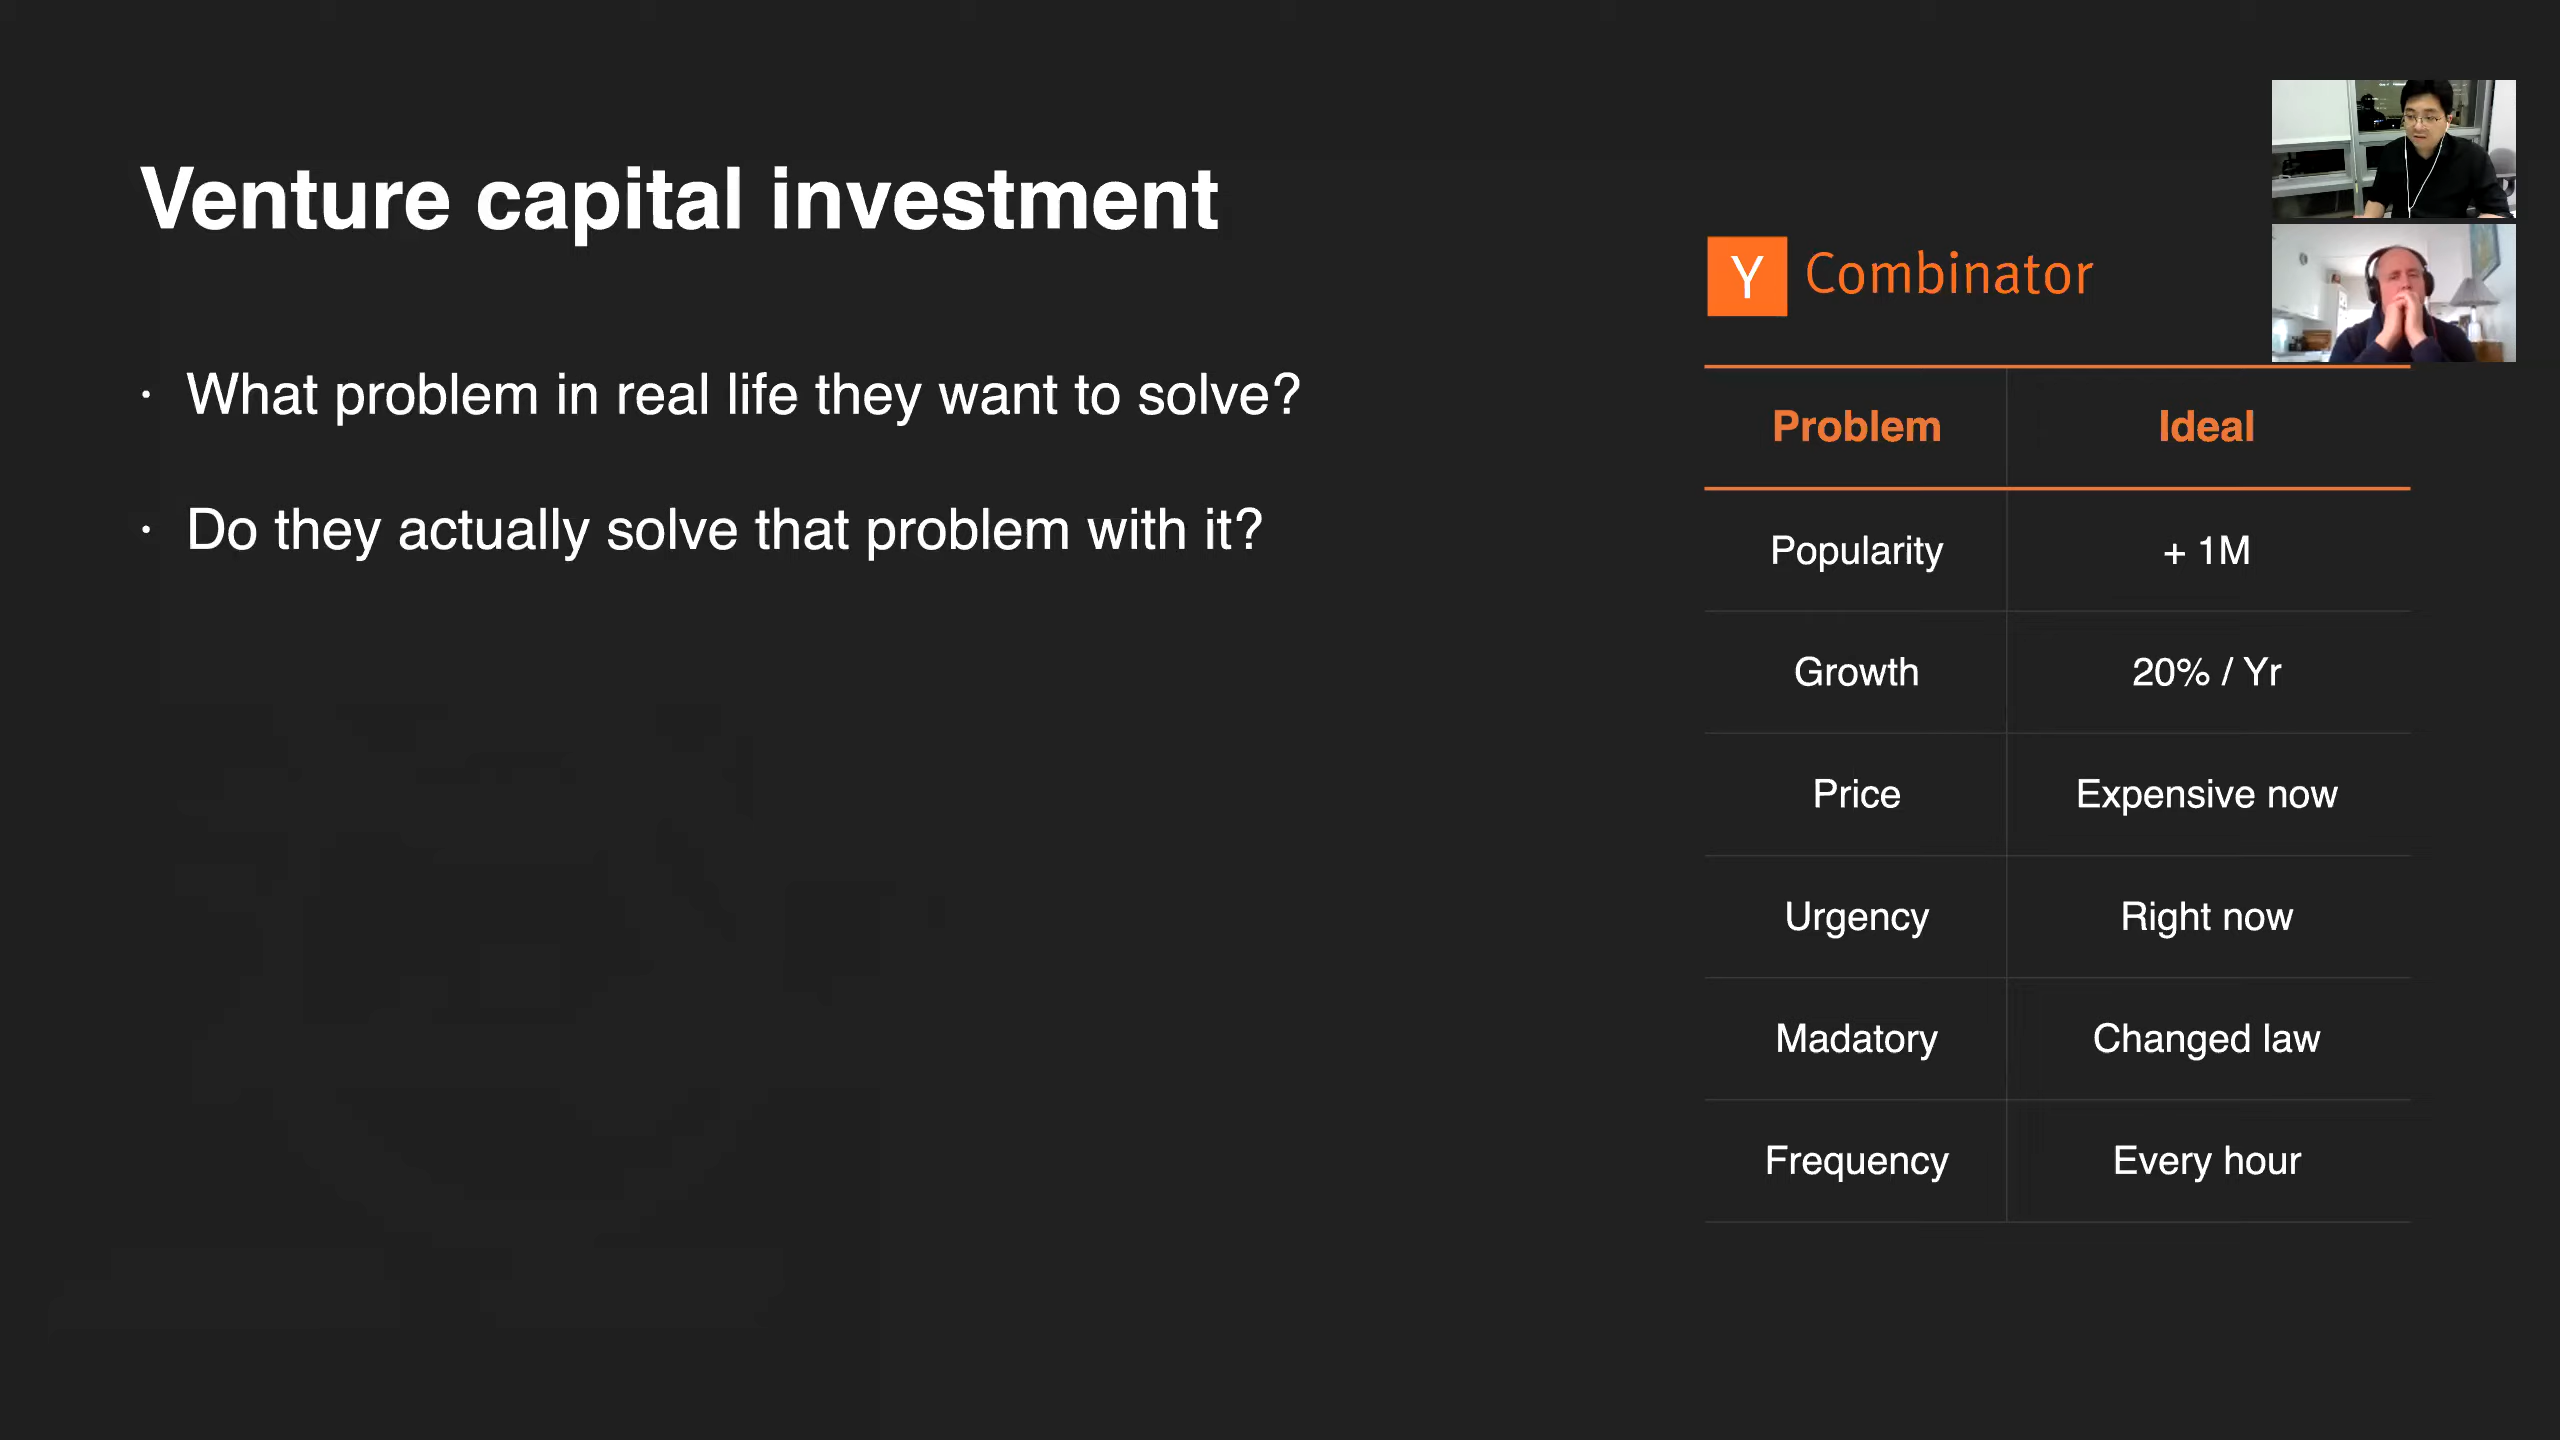 Venture capital investment
· What problem in real life they want to solve?
· Do they actually solve that problem with it?
Y Combinator
Problem Ideal
Popularity + 1M
Growth 20% / Yr
Price Expensive now
Urgency Right now
Madatory Changed law
Frequency Every hour